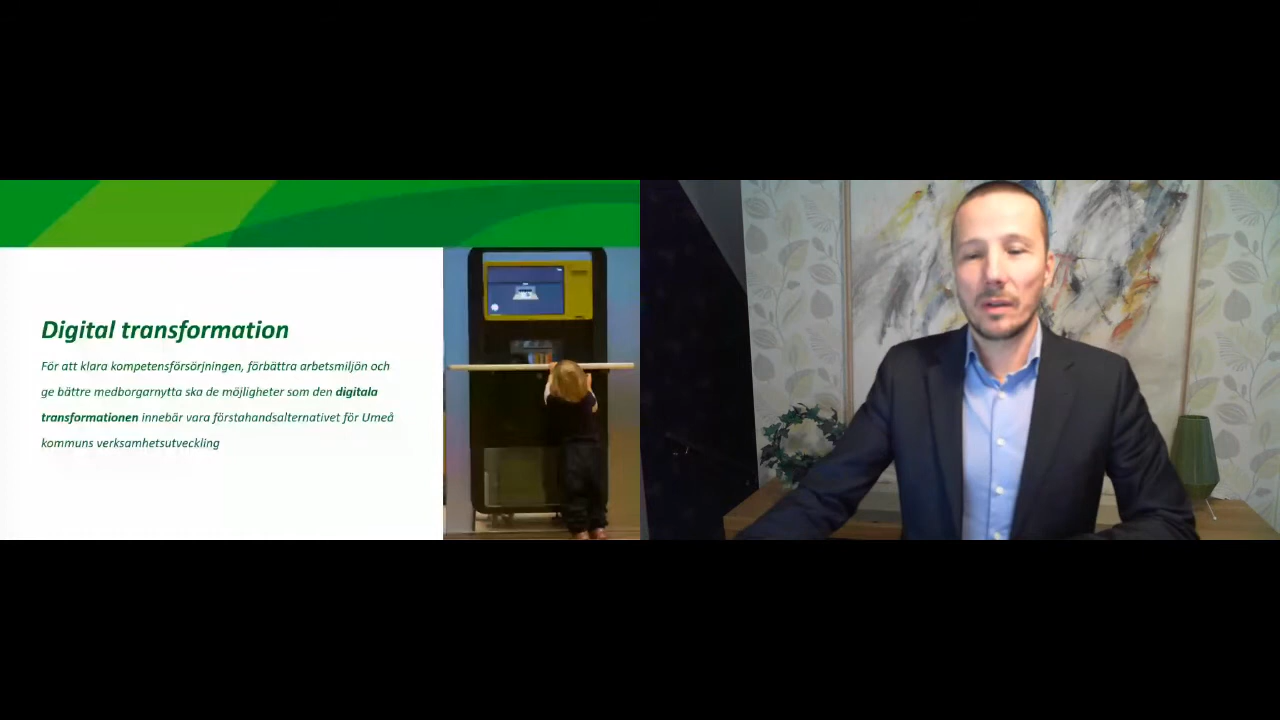 Digital transformation
För att klara kompetensförsörjningen, förbättra arbetsmiljön och
ge bättre medborgarnytta ska de möjligheter som den digitala
transformationen innebär vara förstahandsalternativet för Umeå
kommuns verksamhetsutveckling